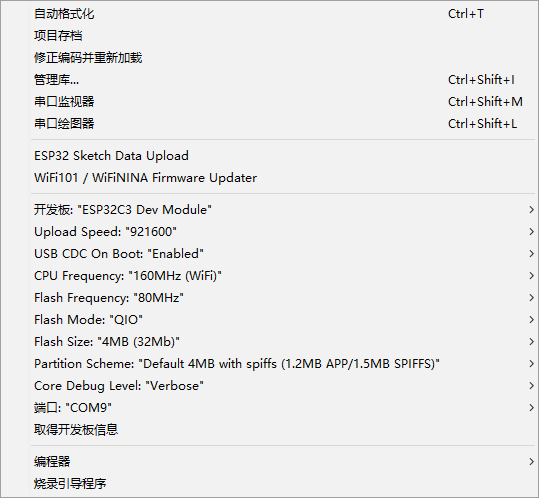 自动格式化 Ctrl+T
项目存档
修正编码并重新加载
管理库... Ctrl+Shift+I
串口监视器 Ctrl+Shift+M
串口绘图器 Ctrl+Shift+L
ESP32 Sketch Data Upload
WiFi101 / WiFiNINA Firmware Updater
开发板: "ESP32C3 Dev Module"
Upload Speed: "921600"
USB CDC On Boot: "Enabled"
CPU Frequency: "160MHz (WiFi)"
Flash Frequency: "80MHz"
Flash Mode: "QIO"
Flash Size: "4MB (32Mb)"
Partition Scheme: "Default 4MB with spiffs (1.2MB APP/1.5MB SPIFFS)"
Core Debug Level: "Verbose"
端口: "COM9"
取得开发板信息
编程器
烧录引导程序